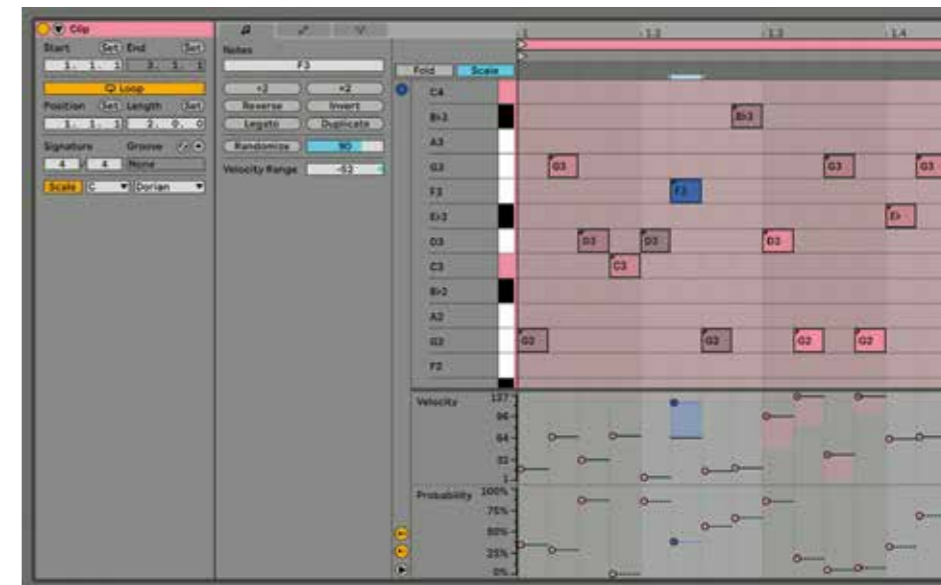 Clip
Start Set End Set
1. 1. 1 3. 1. 1
Loop
Position Set Length Set
1. 1. 1 2. 0. 0
Signature Groove
4 4 None
Scale C Dorian
Notes
F3
÷2 ×2
Reverse Invert
Legato Duplicate
Randomize 90
Velocity Range -52
1 1.2 1.3 1.4
Fold Scale
C4
B♭3 B♭3
A3
G3 G3 G3 G3
F3 F3
E♭3 E♭
D3 D3 D3 D3
C3 C3
B♭2
A2
G2 G2 G2 G2 G2
F2
Velocity 127
96
64
32
1
Probability 100%
75%
50%
25%
0%